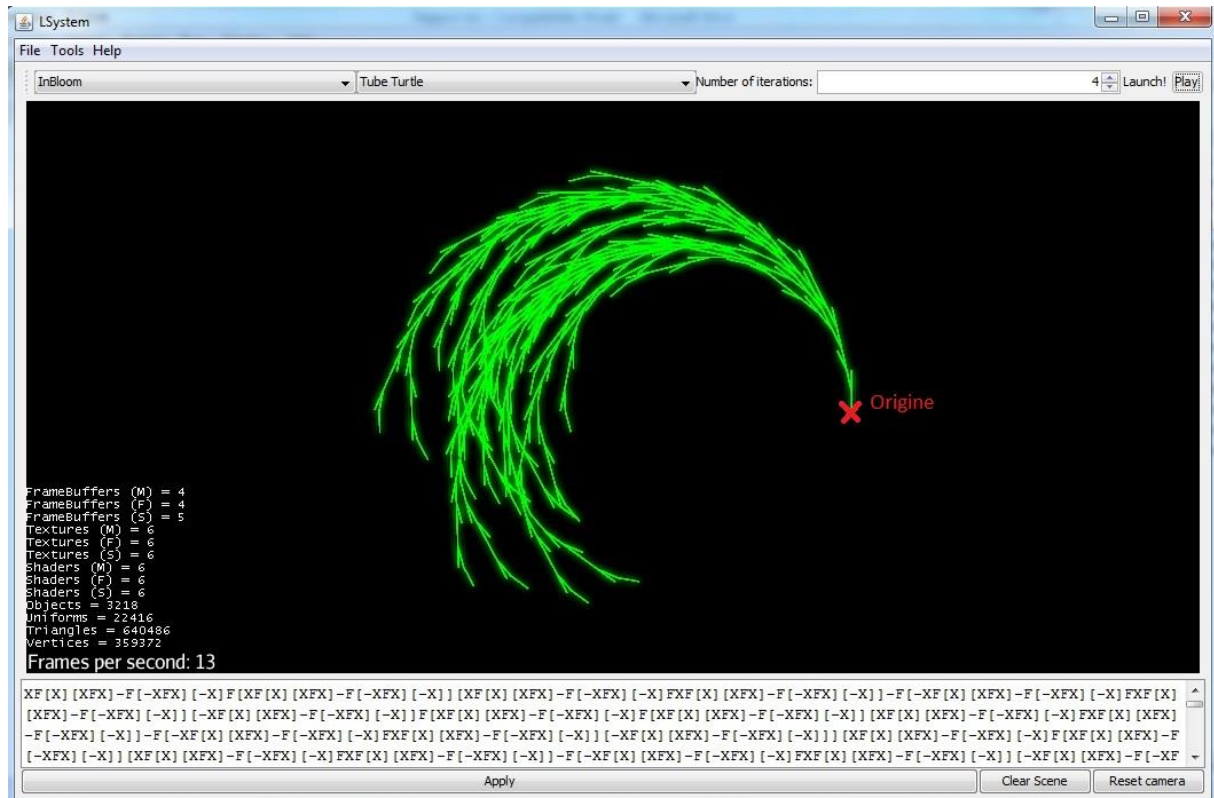 LSystem
File Tools Help
InBloom Tube Turtle Number of iterations: 4 Launch! Play
Origine
FrameBuffers (M) = 4
FrameBuffers (F) = 4
FrameBuffers (S) = 5
Textures (M) = 6
Textures (F) = 6
Textures (S) = 6
Shaders (M) = 6
Shaders (F) = 6
Shaders (S) = 6
Objects = 3218
Uniforms = 22416
Triangles = 640486
Vertices = 359372
Frames per second: 13
XF[X][XFX]-F[-XFX][-X]F[XF[X][XFX]-F[-XFX][-X]][XF[X][XFX]-F[-XFX][-X]FXF[X][XFX]-F[-XFX][-X]]-F[-XF[X][XFX]-F[-XFX][-X]FXF[X]
[XFX]-F[-XFX][-X]][-XF[X][XFX]-F[-XFX][-X]]F[XF[X][XFX]-F[-XFX][-X]F[XF[X][XFX]-F[-XFX][-X]][XF[X][XFX]-F[-XFX][-X]FXF[X][XFX]
-F[-XFX][-X]]-F[-XF[X][XFX]-F[-XFX][-X]FXF[X][XFX]-F[-XFX][-X]][-XF[X][XFX]-F[-XFX][-X]]][XF[X][XFX]-F[-XFX][-X]F[XF[X][XFX]-F
[-XFX][-X]][XF[X][XFX]-F[-XFX][-X]FXF[X][XFX]-F[-XFX][-X]]-F[-XF[X][XFX]-F[-XFX][-X]FXF[X][XFX]-F[-XFX][-X]][-XF[X][XFX]-F[-XF
Apply Clear Scene Reset camera